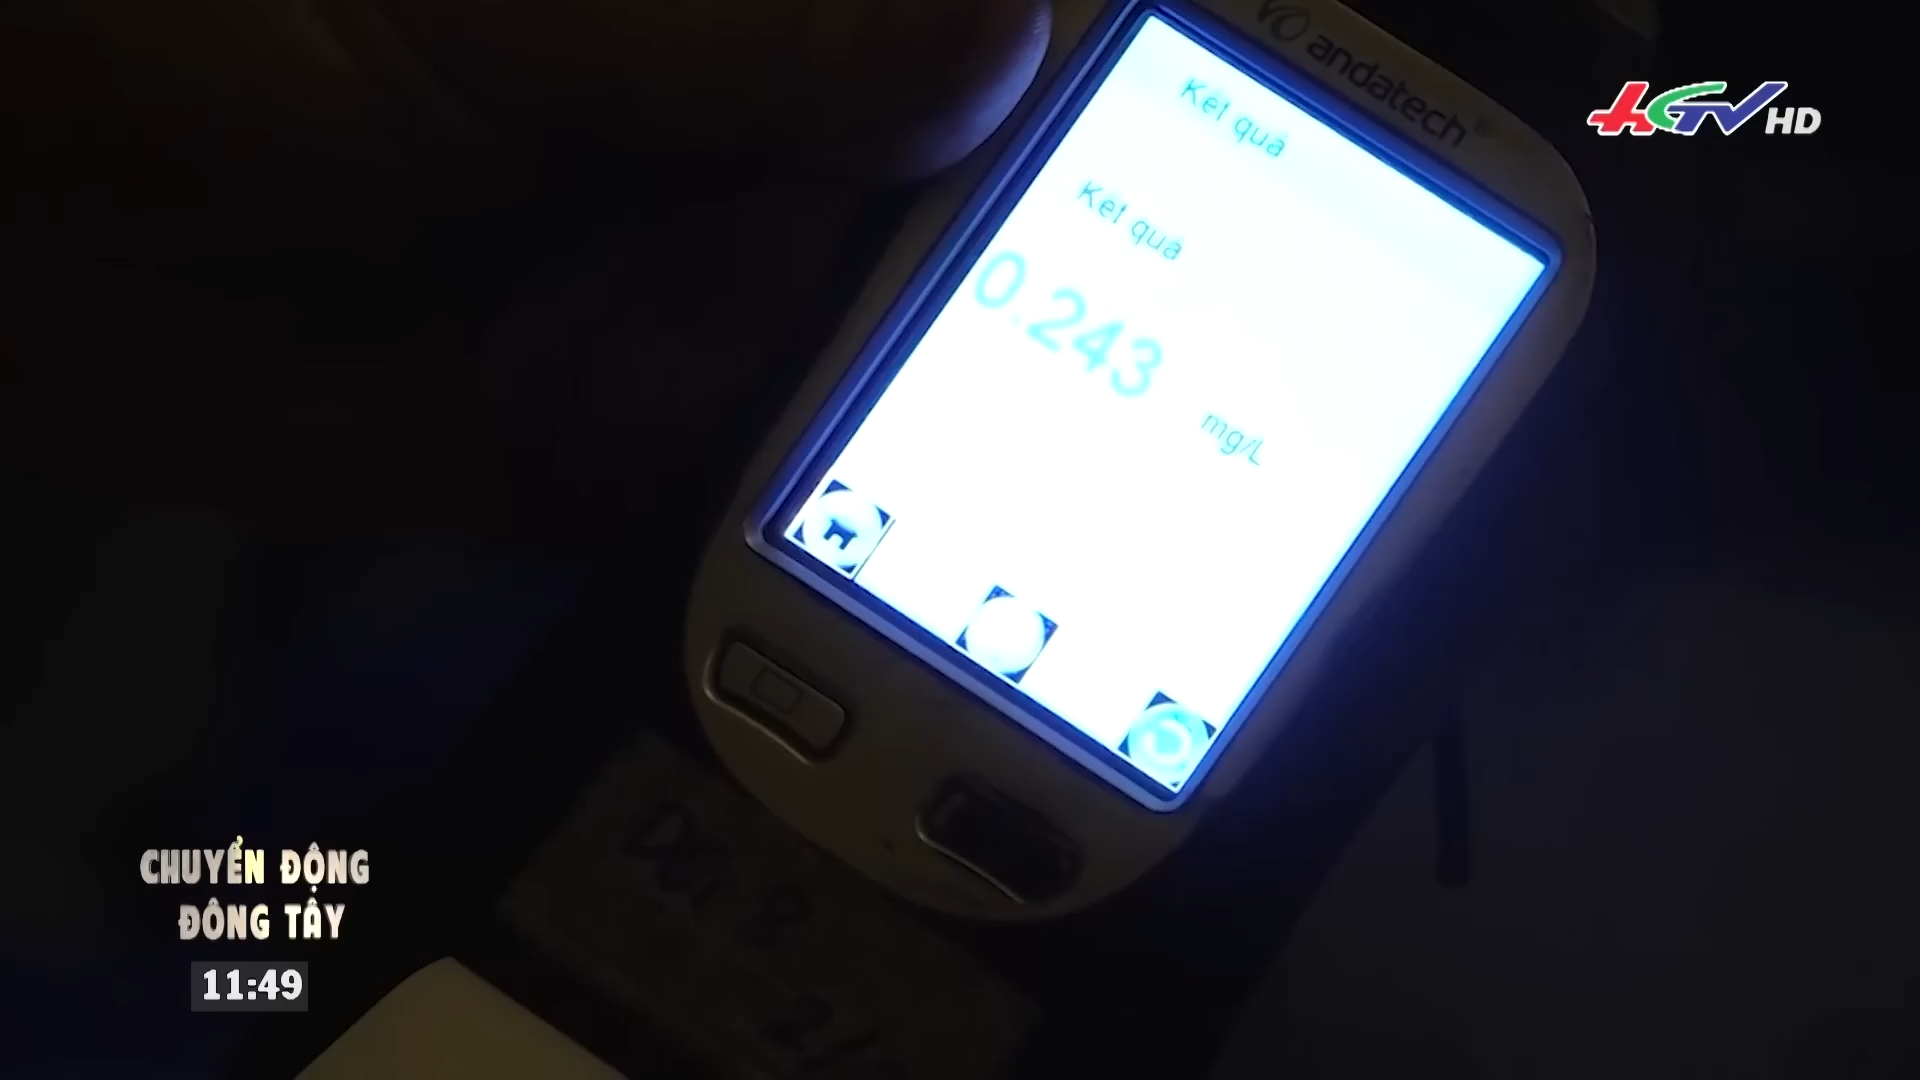 andatech
HGTV HD
Kết quả
Kết quả
0.243
mg/L
CHUYỂN ĐỘNG
ĐÔNG TÂY
11:49